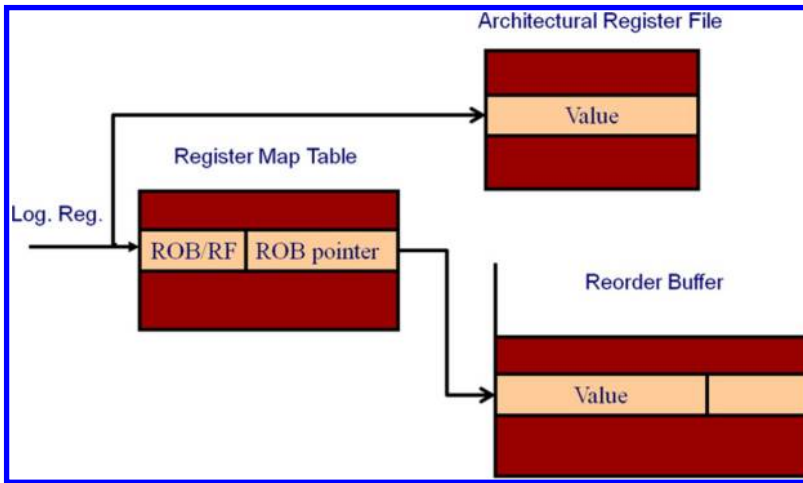 Architectural Register File
Value
Register Map Table
Log. Reg.
ROB/RF
ROB pointer
Reorder Buffer
Value